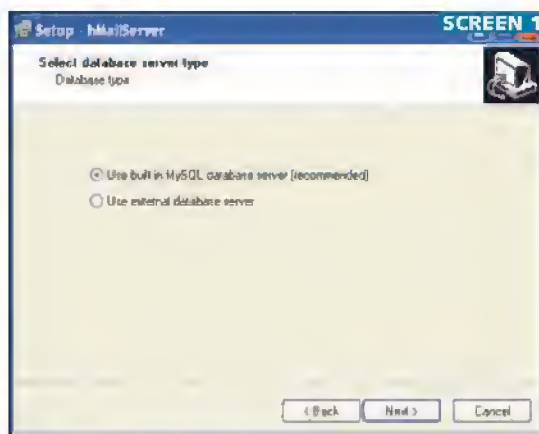 Setup - hMailServer
SCREEN 1
Select database server type
Database type
Use built in MySQL database server [recommended]
Use external database server
< Back
Next >
Cancel